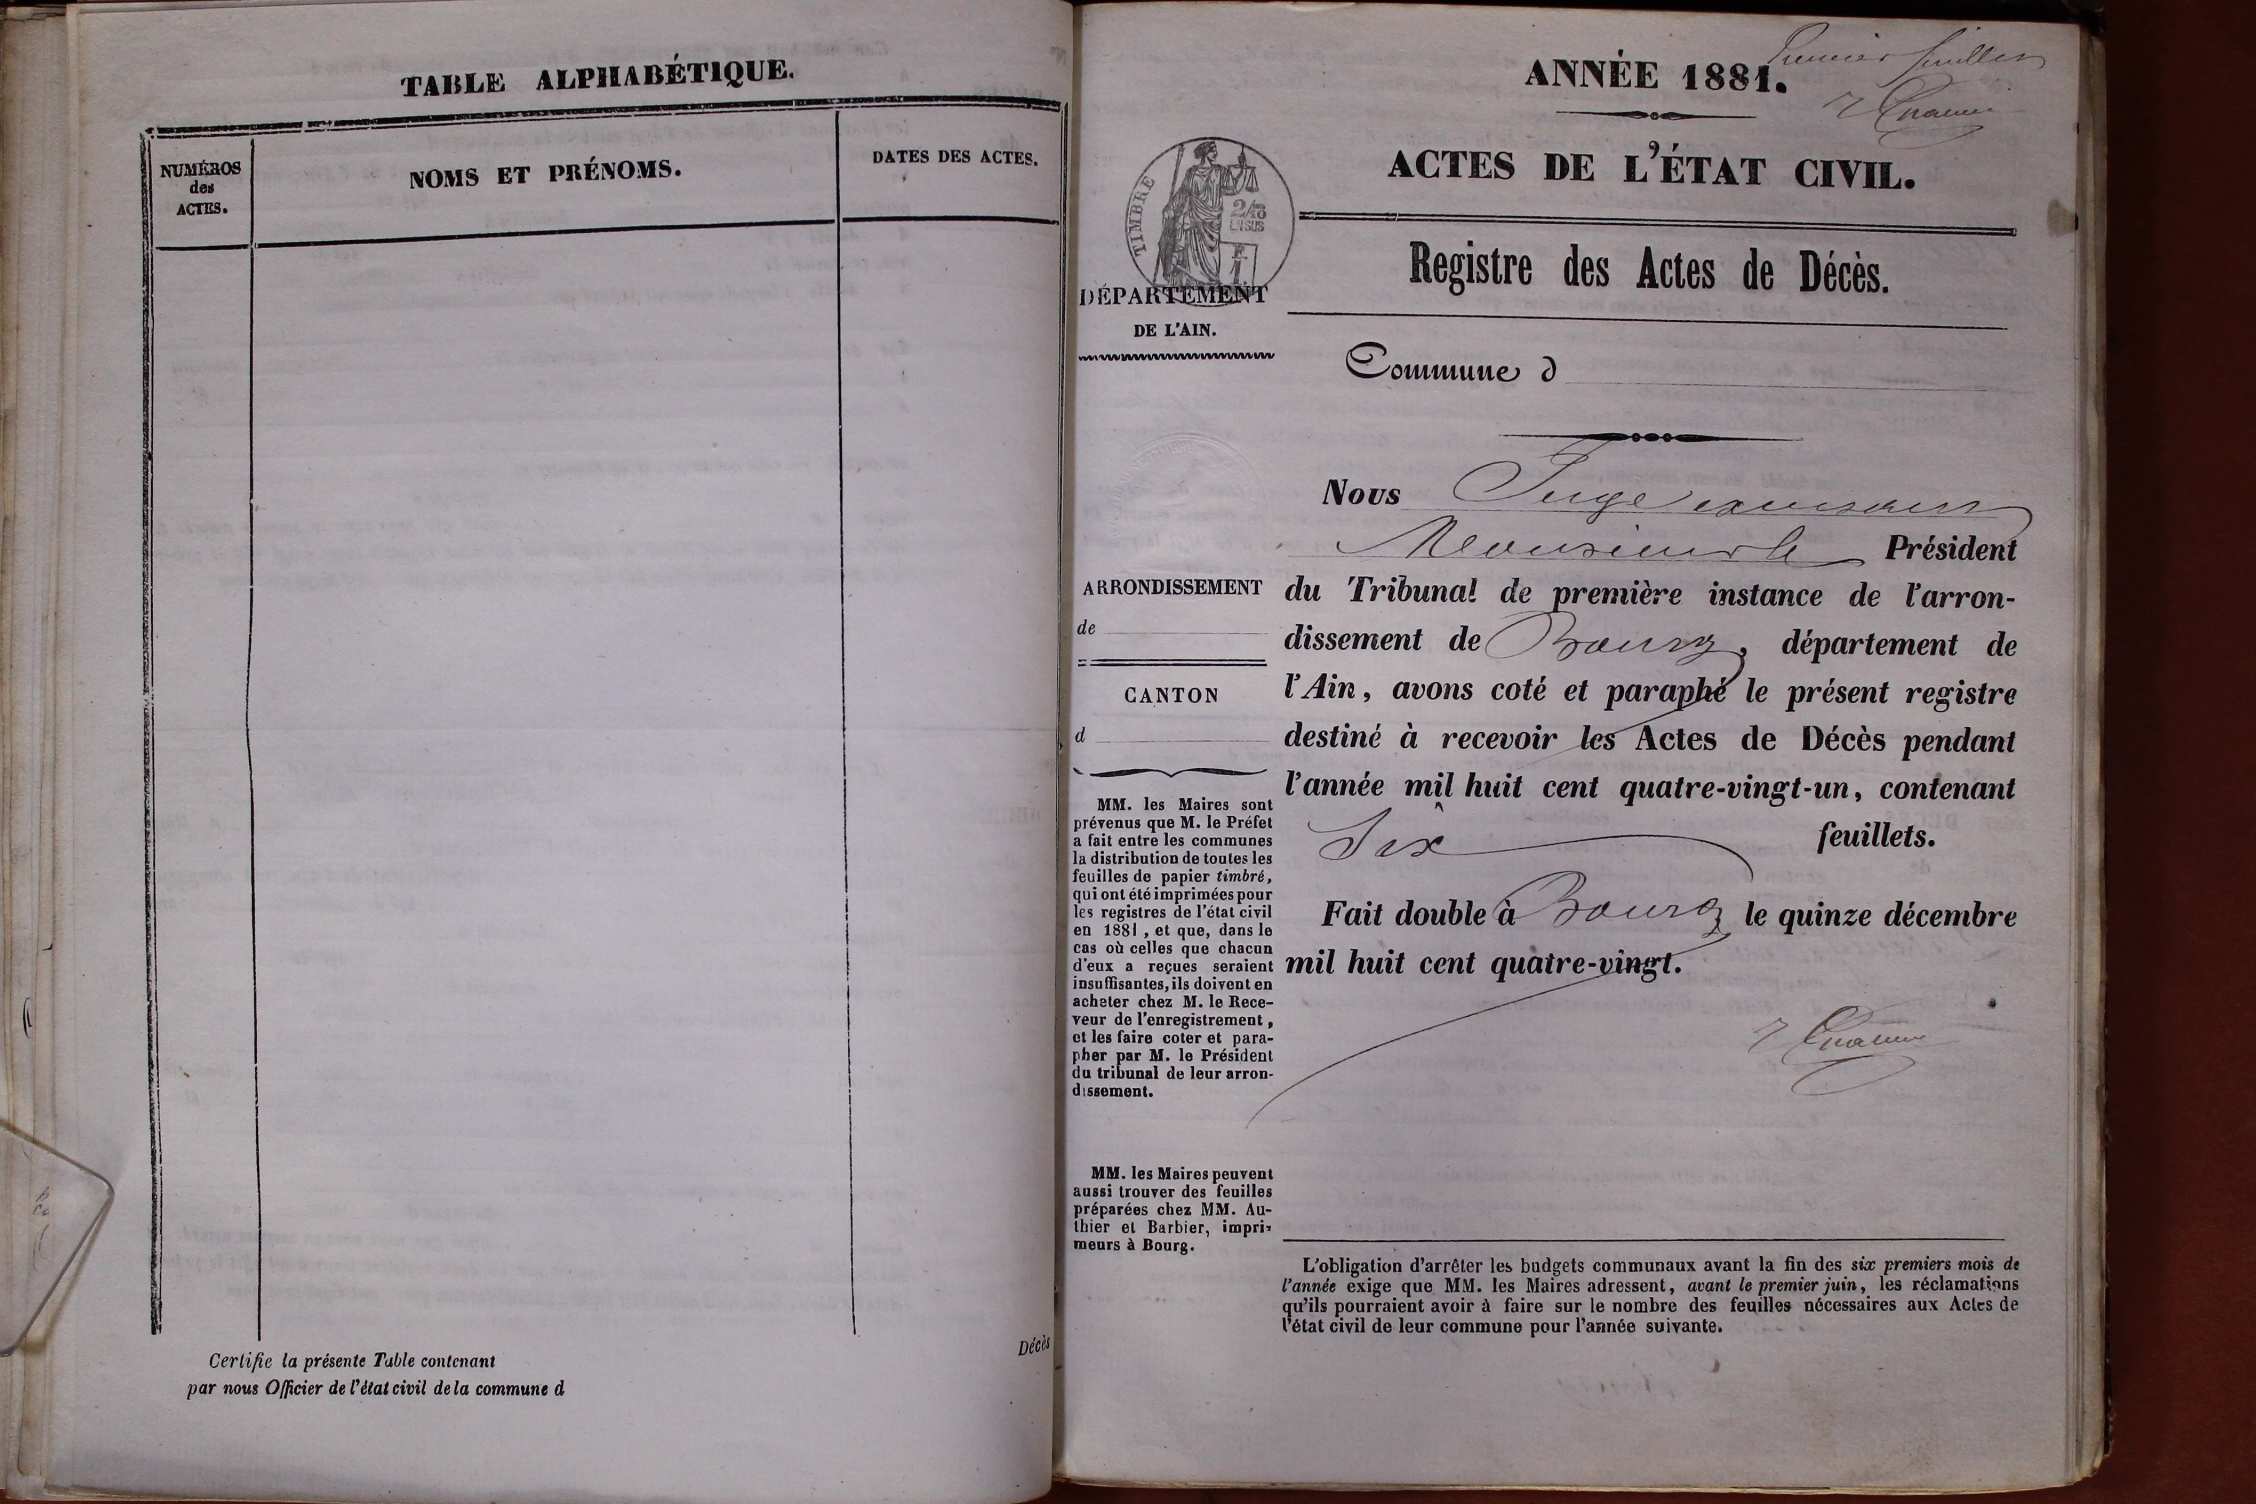 TABLE ALPHABÉTIQUE.
NUMÉROS
des
ACTES.
NOMS ET PRÉNOMS.
DATES DES ACTES.
Certifie la présente Table contenant
par nous Officier de l'état civil de la commune d
Décès
Premier feuillet
ANNÉE 1881.
ACTES DE L'ÉTAT CIVIL.
TIMBRE
2/10
EN SUS
Registre des Actes de Décès.
DÉPARTEMENT
DE L'AIN.
Commune d
Nous Juge
Monsieur le Président
du Tribunal de première instance de l'arron-
dissement de Bourg, département de
l'Ain, avons coté et paraphé le présent registre
destiné à recevoir les Actes de Décès pendant
l'année mil huit cent quatre-vingt-un, contenant
Six feuillets.
Fait double à Bourg le quinze décembre
mil huit cent quatre-vingt.
ARRONDISSEMENT
de
CANTON
d
MM. les Maires sont
prévenus que M. le Préfet
a fait entre les communes
la distribution de toutes les
feuilles de papier timbré,
qui ont été imprimées pour
les registres de l'état civil
en 1881, et que, dans le
cas où celles que chacun
d'eux a reçues seraient
insuffisantes, ils doivent en
acheter chez M. le Rece-
veur de l'enregistrement,
et les faire coter et para-
pher par M. le Président
du tribunal de leur arron-
dissement.
MM. les Maires peuvent
aussi trouver des feuilles
préparées chez MM. Au-
thier et Barbier, impri-
meurs à Bourg.
L'obligation d'arrêter les budgets communaux avant la fin des six premiers mois de
l'année exige que MM. les Maires adressent, avant le premier juin, les réclamations
qu'ils pourraient avoir à faire sur le nombre des feuilles nécessaires aux Actes de
l'état civil de leur commune pour l'année suivante.